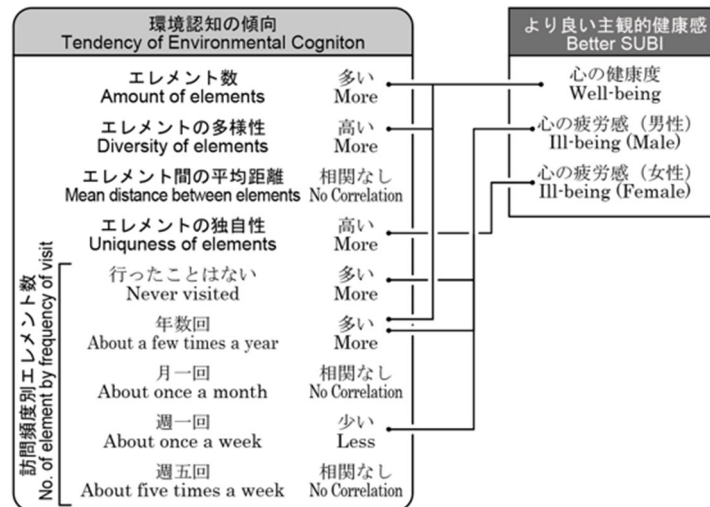 環境認知の傾向
Tendency of Environmental Cogniton
エレメント数 多い
Amount of elements More
エレメントの多様性 高い
Diversity of elements More
エレメント間の平均距離 相関なし
Mean distance between elements No Correlation
エレメントの独自性 高い
Uniquness of elements More
訪問頻度別エレメント数
No. of element by frequency of visit
行ったことはない 多い
Never visited More
年数回 多い
About a few times a year More
月一回 相関なし
About once a month No Correlation
週一回 少い
About once a week Less
週五回 相関なし
About five times a week No Correlation
より良い主観的健康感
Better SUBI
心の健康度
Well-being
心の疲労感（男性）
Ill-being (Male)
心の疲労感（女性）
Ill-being (Female)